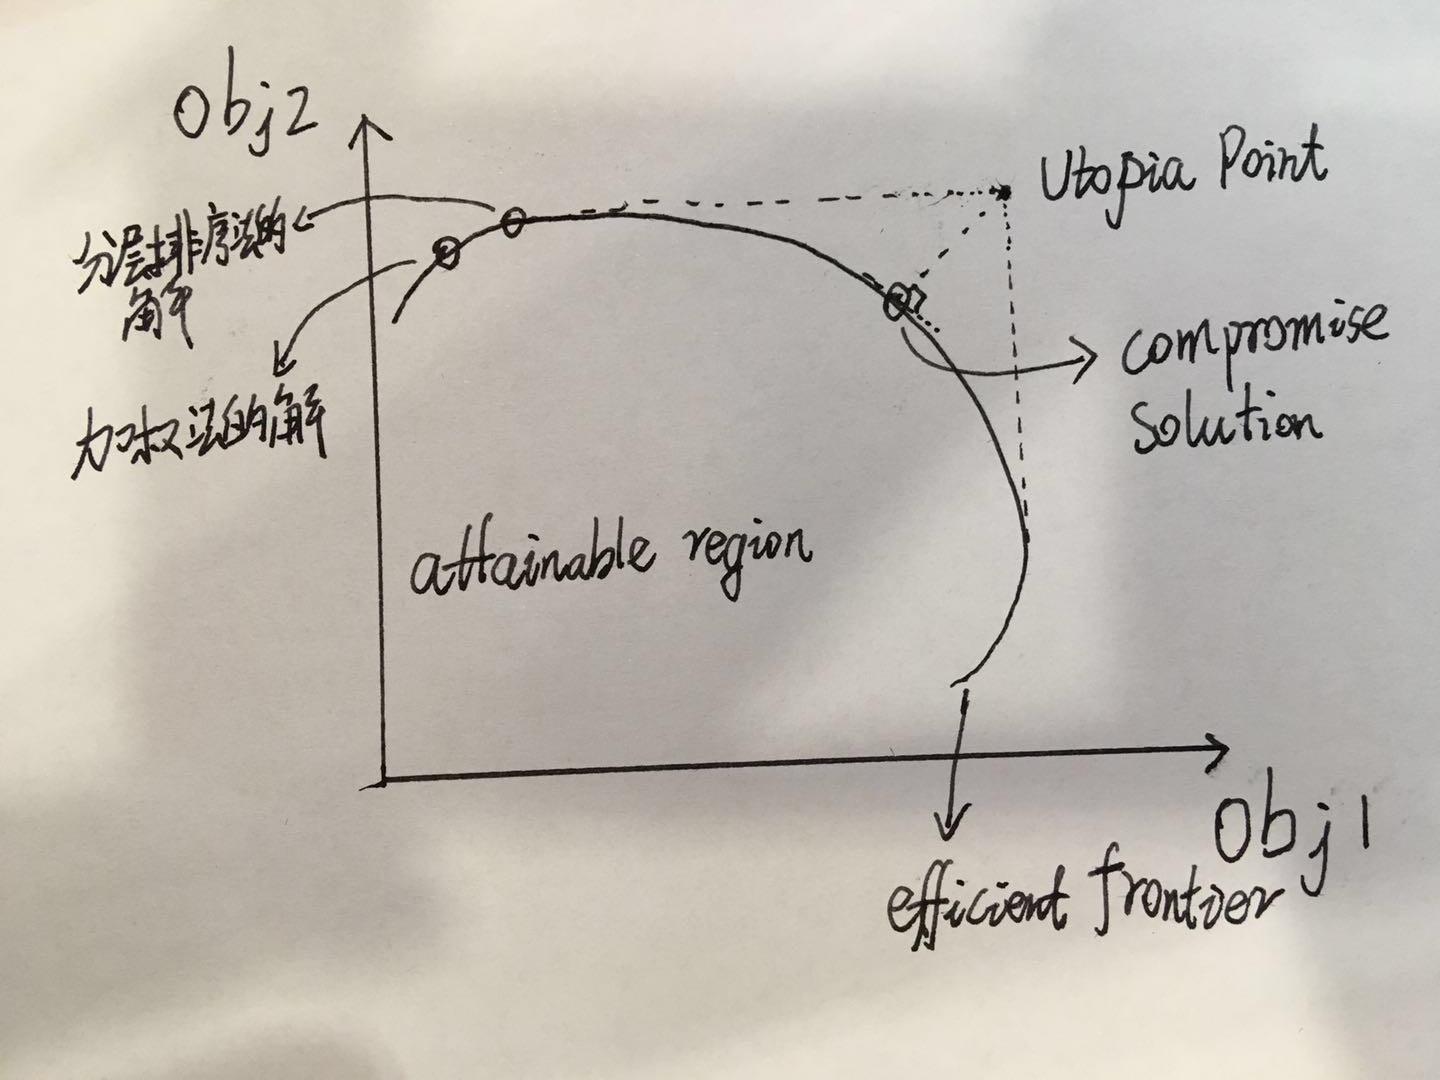 Obj2
Utopia Point
分层排序法的
解
compromise
solution
加权法的解
attainable region
Obj1
efficient frontier